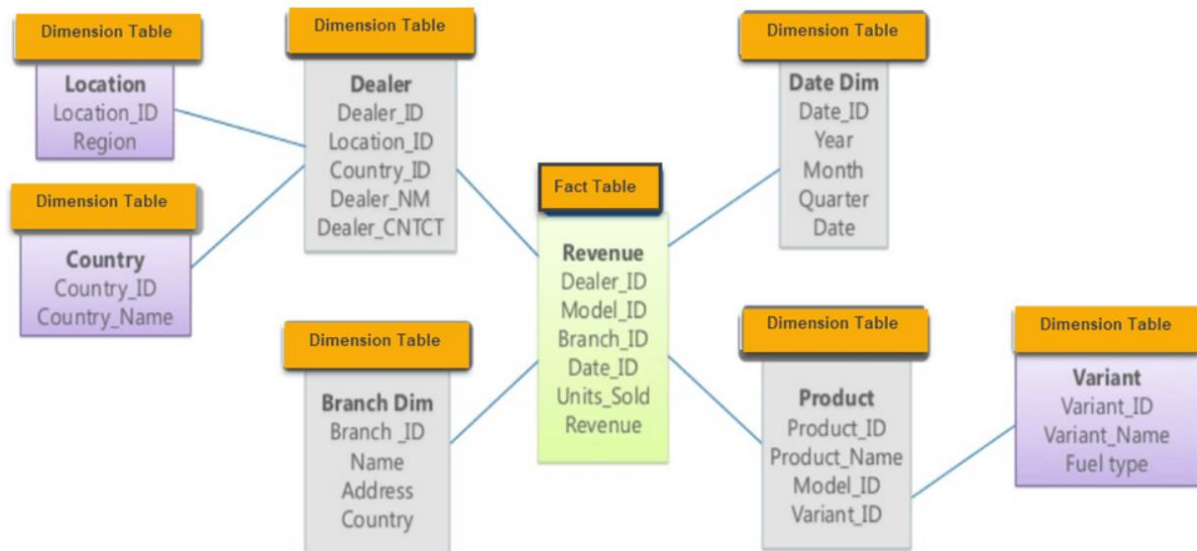 Dimension Table
Location
Location_ID
Region
Dimension Table
Country
Country_ID
Country_Name
Dimension Table
Dealer
Dealer_ID
Location_ID
Country_ID
Dealer_NM
Dealer_CNTCT
Dimension Table
Branch Dim
Branch _ID
Name
Address
Country
Fact Table
Revenue
Dealer_ID
Model_ID
Branch_ID
Date_ID
Units_Sold
Revenue
Dimension Table
Date Dim
Date_ID
Year
Month
Quarter
Date
Dimension Table
Product
Product_ID
Product_Name
Model_ID
Variant_ID
Dimension Table
Variant
Variant_ID
Variant_Name
Fuel type